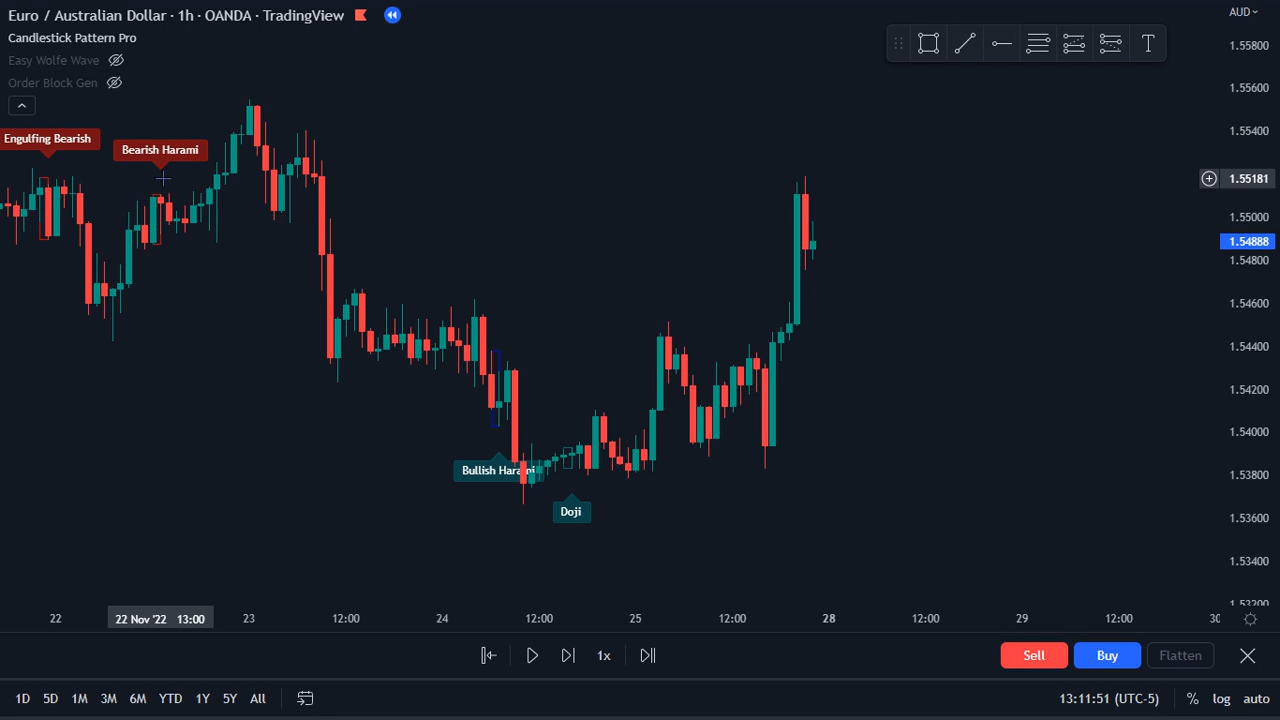 Euro / Australian Dollar · 1h · OANDA · TradingView
AUD
Candlestick Pattern Pro
Easy Wolfe Wave
Order Block Gen
T
1.55800
1.55600
1.55400
Engulfing Bearish
Bearish Harami
1.55181
1.55000
1.54888
1.54800
1.54600
1.54400
1.54200
1.54000
Bullish Harami
1.53800
Doji
1.53600
1.53400
1.53200
22
22 Nov '22 13:00
23
12:00
24
12:00
25
12:00
28
12:00
29
12:00
30
1x
Sell
Buy
Flatten
1D 5D 1M 3M 6M YTD 1Y 5Y All
13:11:51 (UTC-5)
% log auto